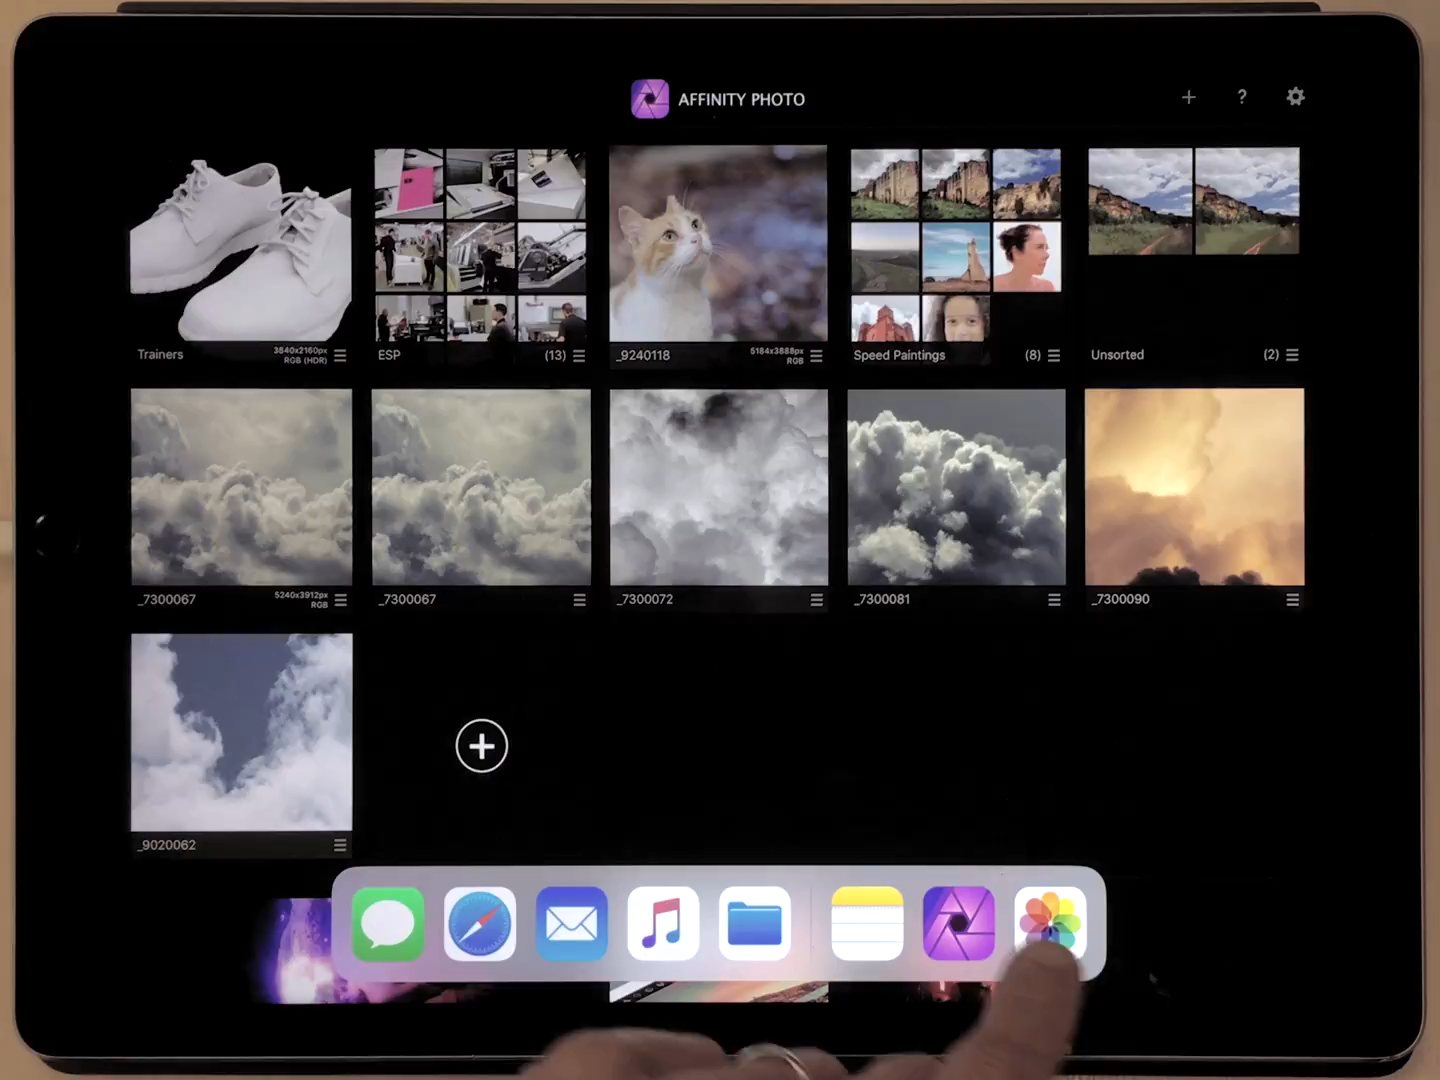 AFFINITY PHOTO
+ ? 
Trainers 3840x2160px
RGB (HDR)
ESP (13)
_9240118 5184x3888px
RGB
Speed Paintings (8)
Unsorted (2)
_7300067 5240x3912px
RGB
_7300067
_7300072
_7300081
_7300090
_9020062